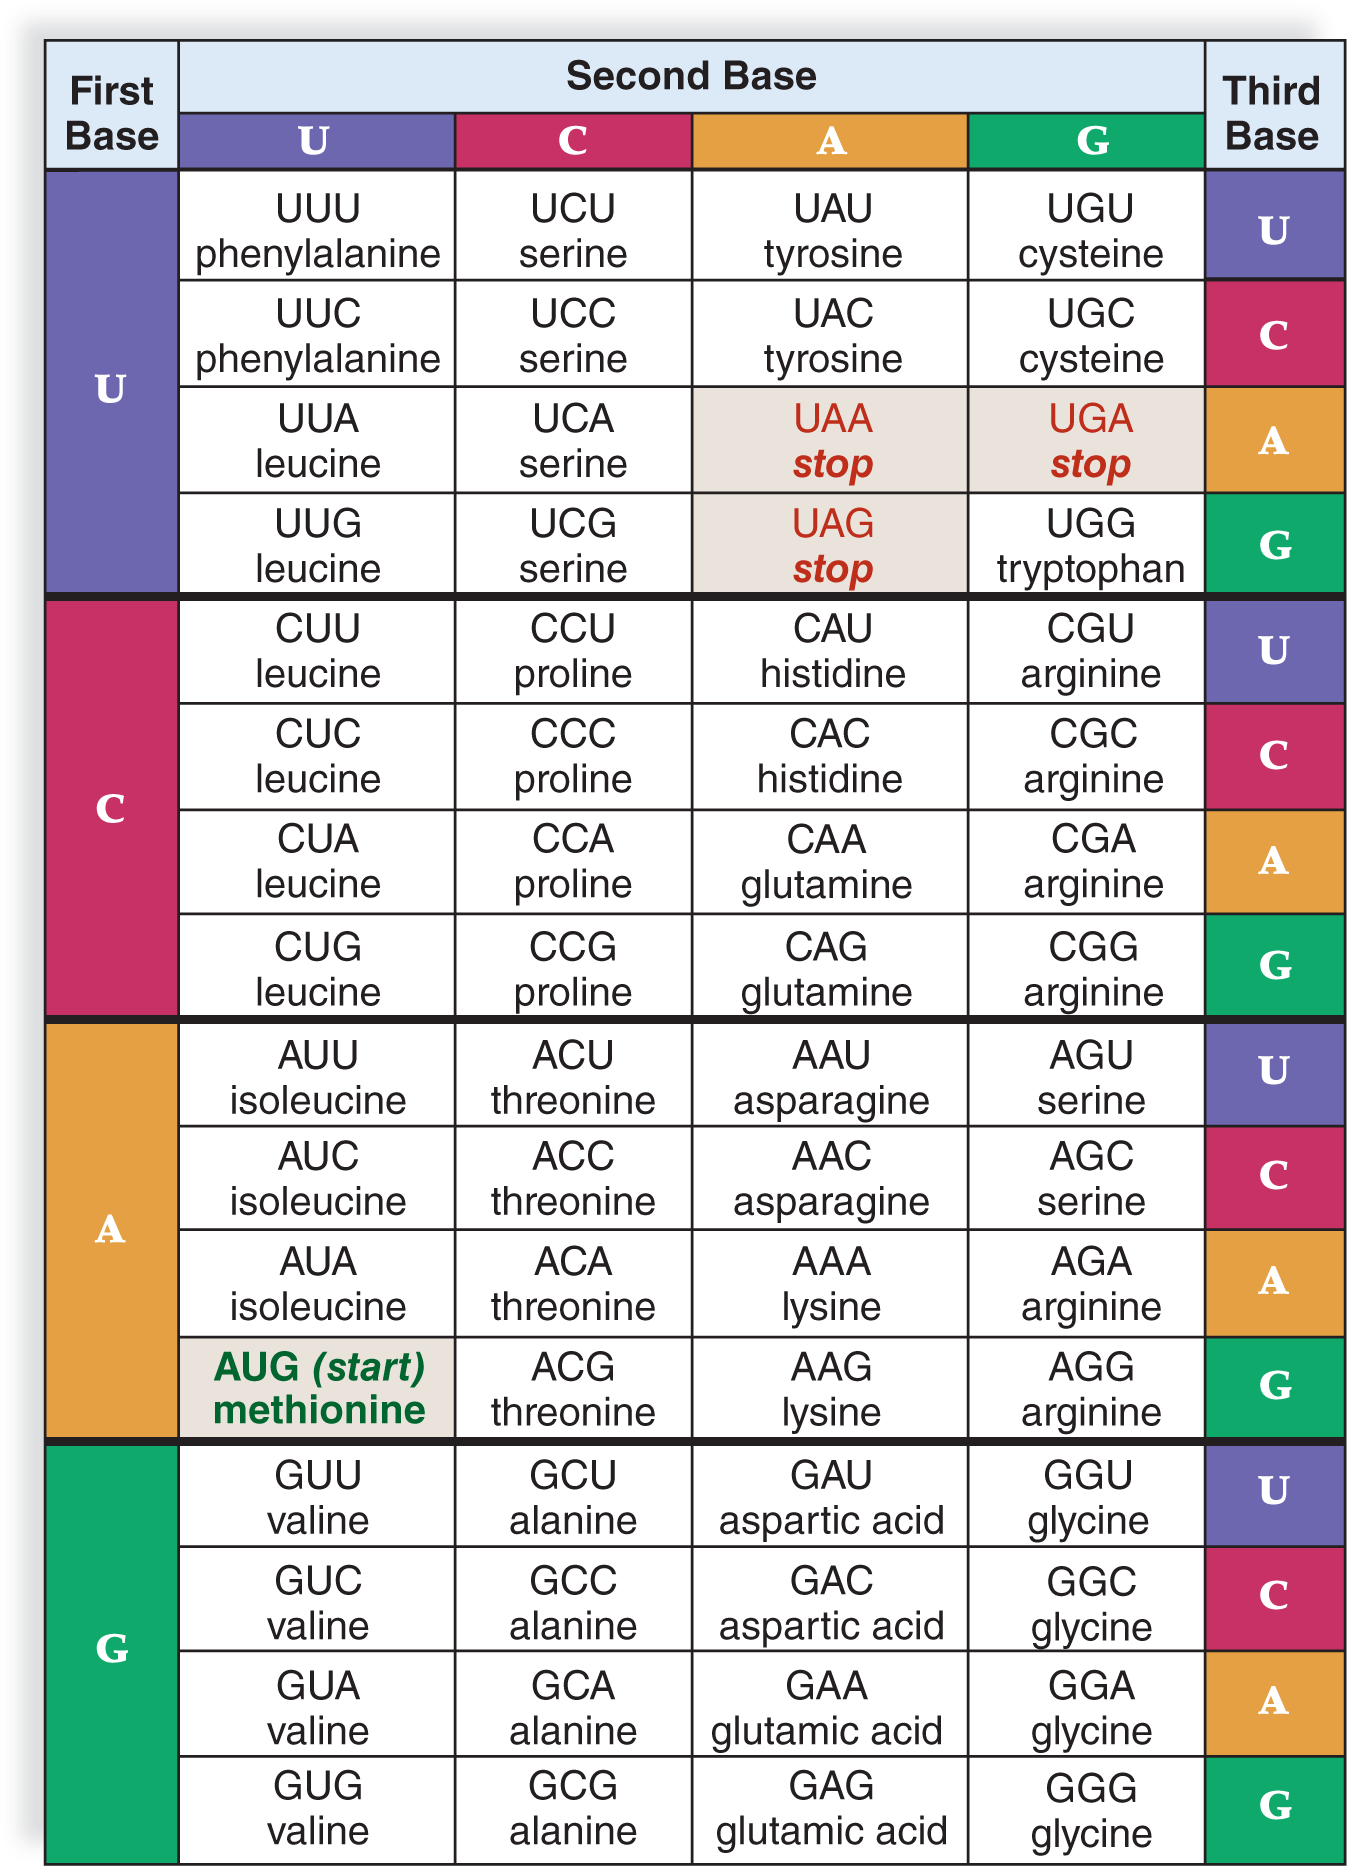 First
Base
Second Base
Third
Base
U C A G
U
UUU UCU UAU UGU U
phenylalanine serine tyrosine cysteine
UUC UCC UAC UGC C
phenylalanine serine tyrosine cysteine
UUA UCA UAA UGA A
leucine serine stop stop
UUG UCG UAG UGG G
leucine serine stop tryptophan
C
CUU CCU CAU CGU U
leucine proline histidine arginine
CUC CCC CAC CGC C
leucine proline histidine arginine
CUA CCA CAA CGA A
leucine proline glutamine arginine
CUG CCG CAG CGG G
leucine proline glutamine arginine
A
AUU ACU AAU AGU U
isoleucine threonine asparagine serine
AUC ACC AAC AGC C
isoleucine threonine asparagine serine
AUA ACA AAA AGA A
isoleucine threonine lysine arginine
AUG (start) ACG AAG AGG G
methionine threonine lysine arginine
G
GUU GCU GAU GGU U
valine alanine aspartic acid glycine
GUC GCC GAC GGC C
valine alanine aspartic acid glycine
GUA GCA GAA GGA A
valine alanine glutamic acid glycine
GUG GCG GAG GGG G
valine alanine glutamic acid glycine